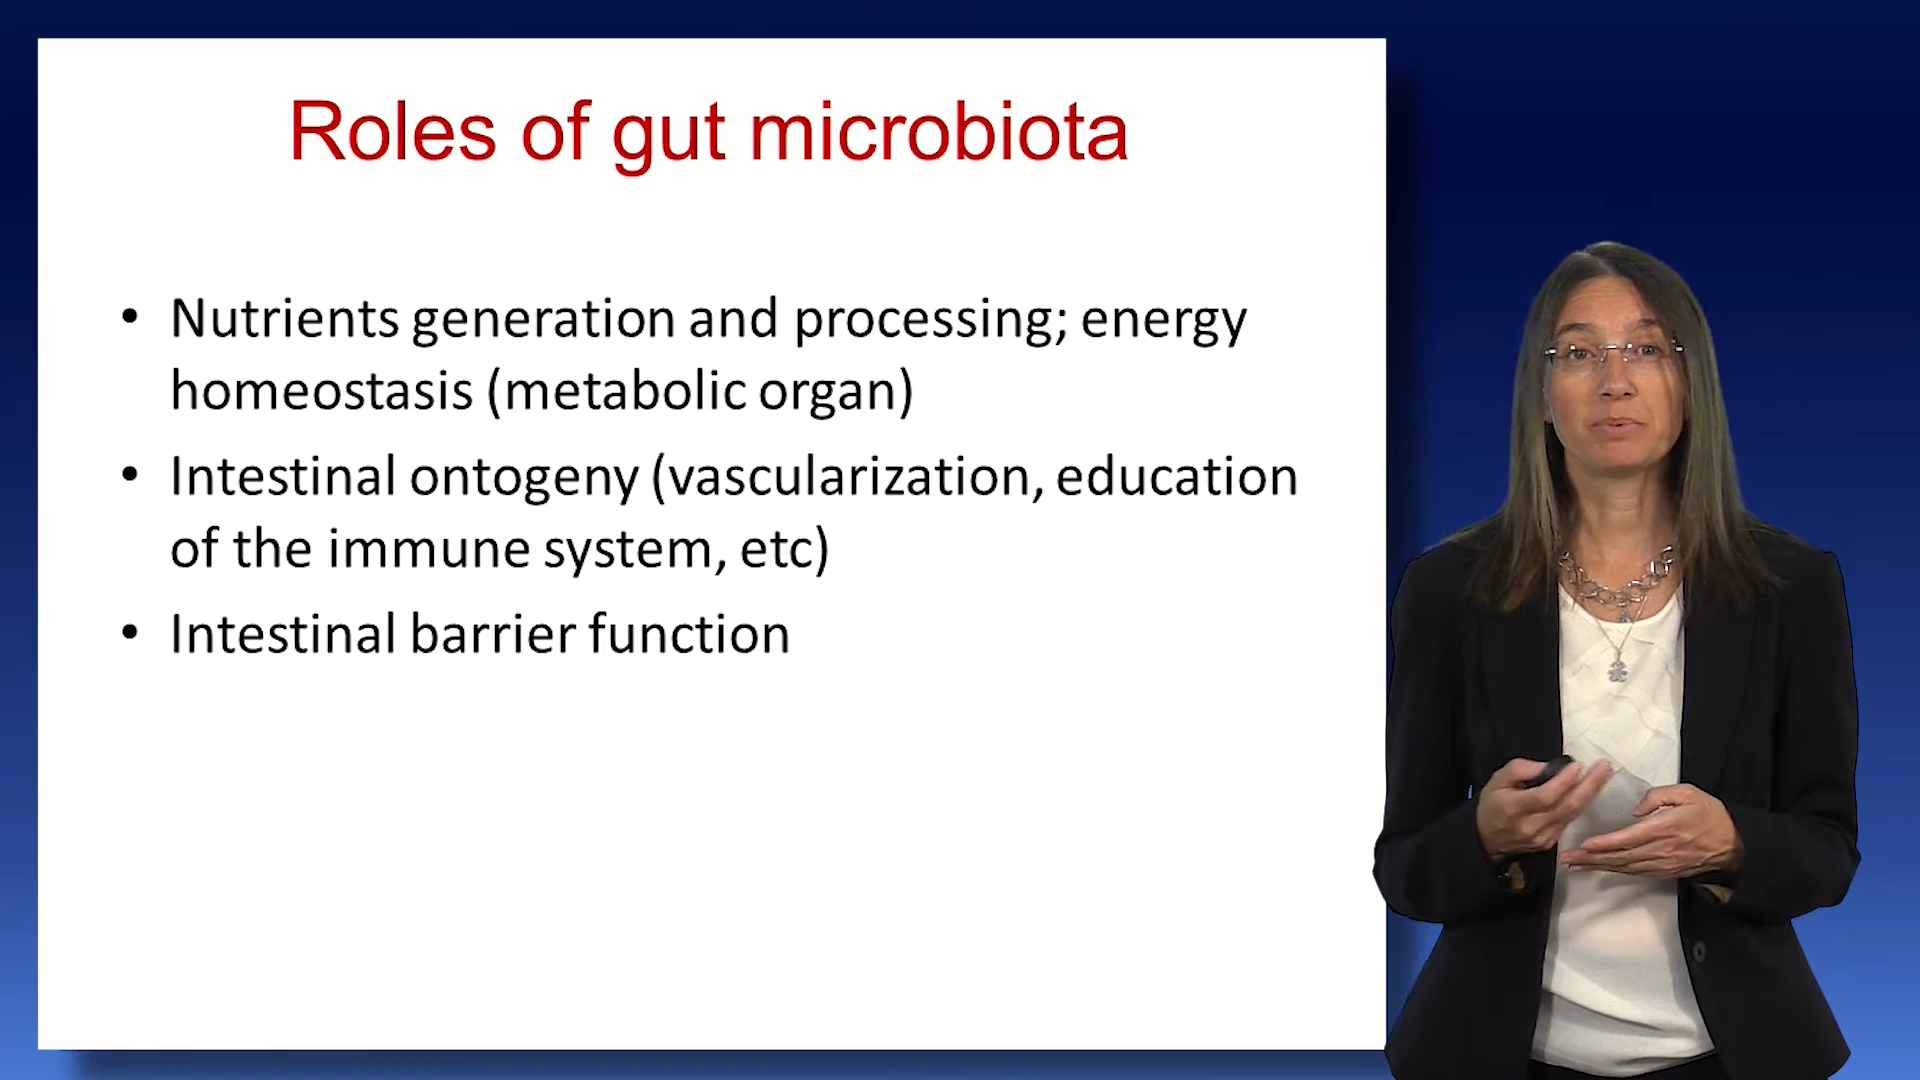 Roles of gut microbiota
• Nutrients generation and processing; energy
homeostasis (metabolic organ)
• Intestinal ontogeny (vascularization, education
of the immune system, etc)
• Intestinal barrier function